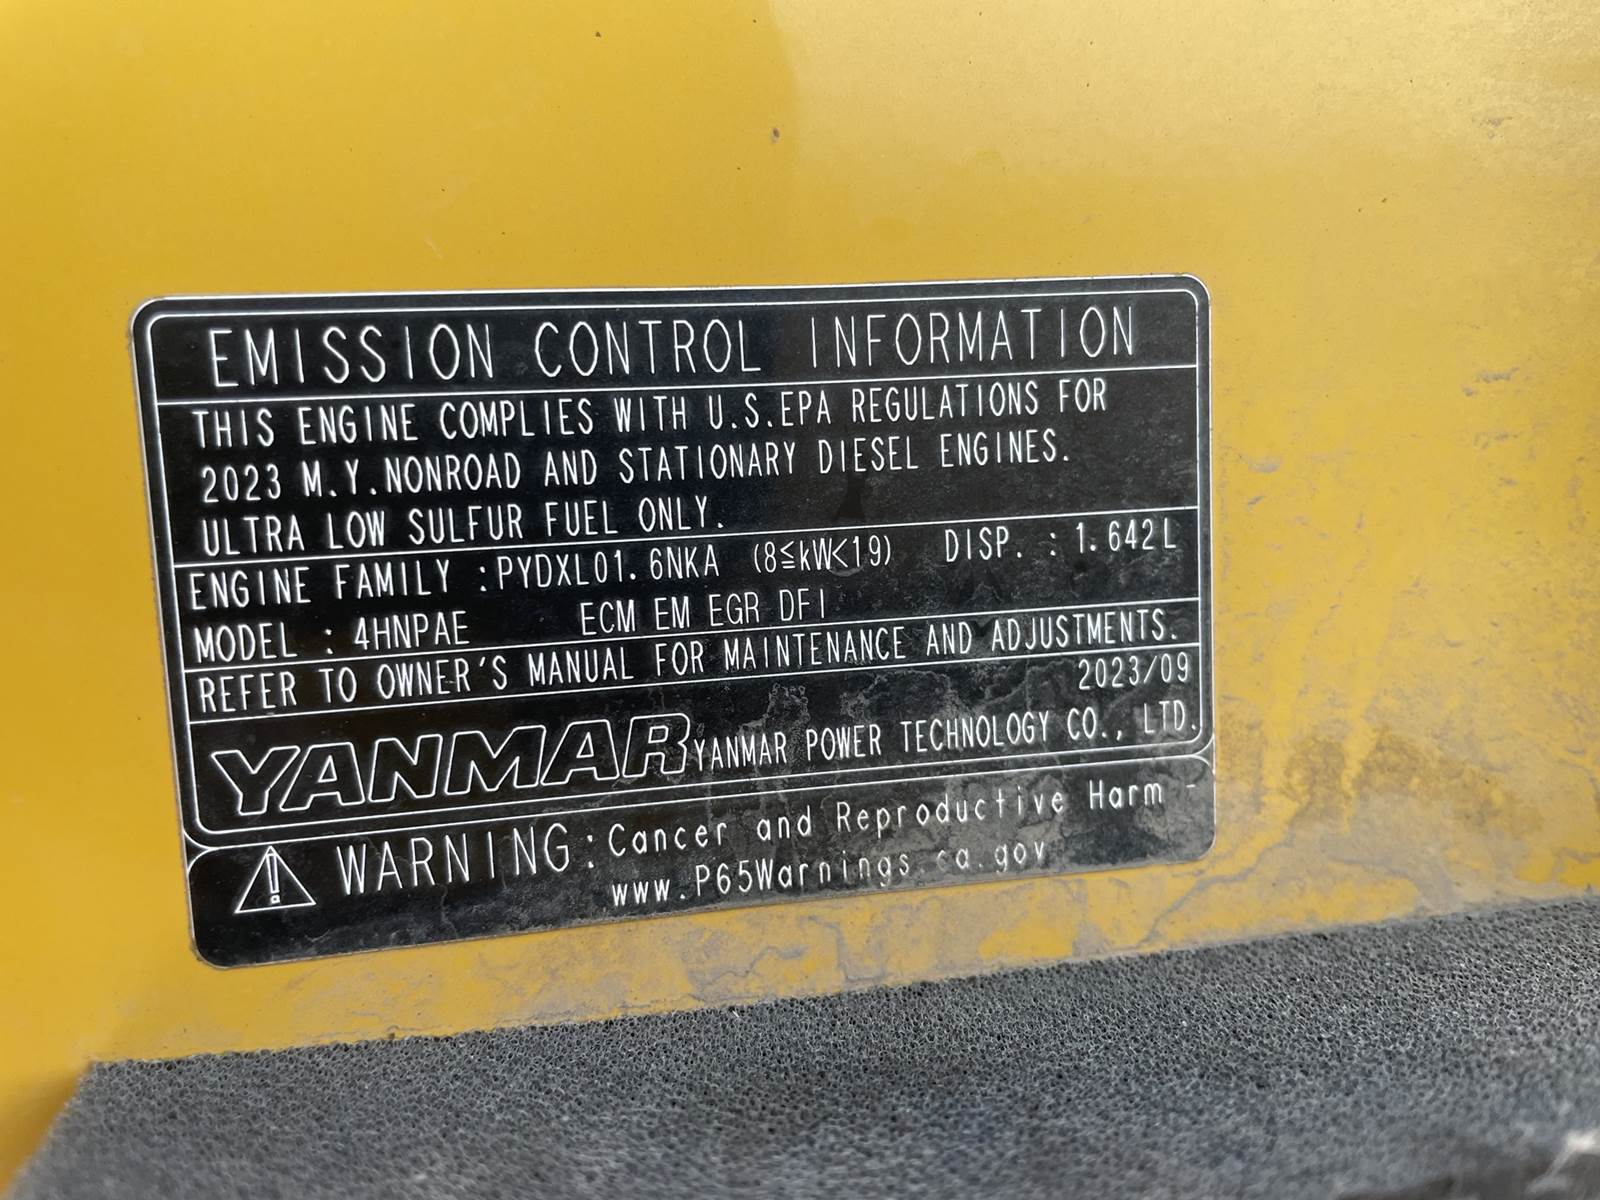 EMISSION CONTROL INFORMATION
THIS ENGINE COMPLIES WITH U.S.EPA REGULATIONS FOR
2023 M.Y.NONROAD AND STATIONARY DIESEL ENGINES.
ULTRA LOW SULFUR FUEL ONLY.
ENGINE FAMILY :PYDXL01.6NKA (8≦kW<19) DISP. : 1.642L
MODEL : 4HNPAE ECM EM EGR DFI
REFER TO OWNER'S MANUAL FOR MAINTENANCE AND ADJUSTMENTS.
2023/09
YANMAR YANMAR POWER TECHNOLOGY CO., LTD.
WARNING: Cancer and Reproductive Harm -
www.P65Warnings.ca.gov